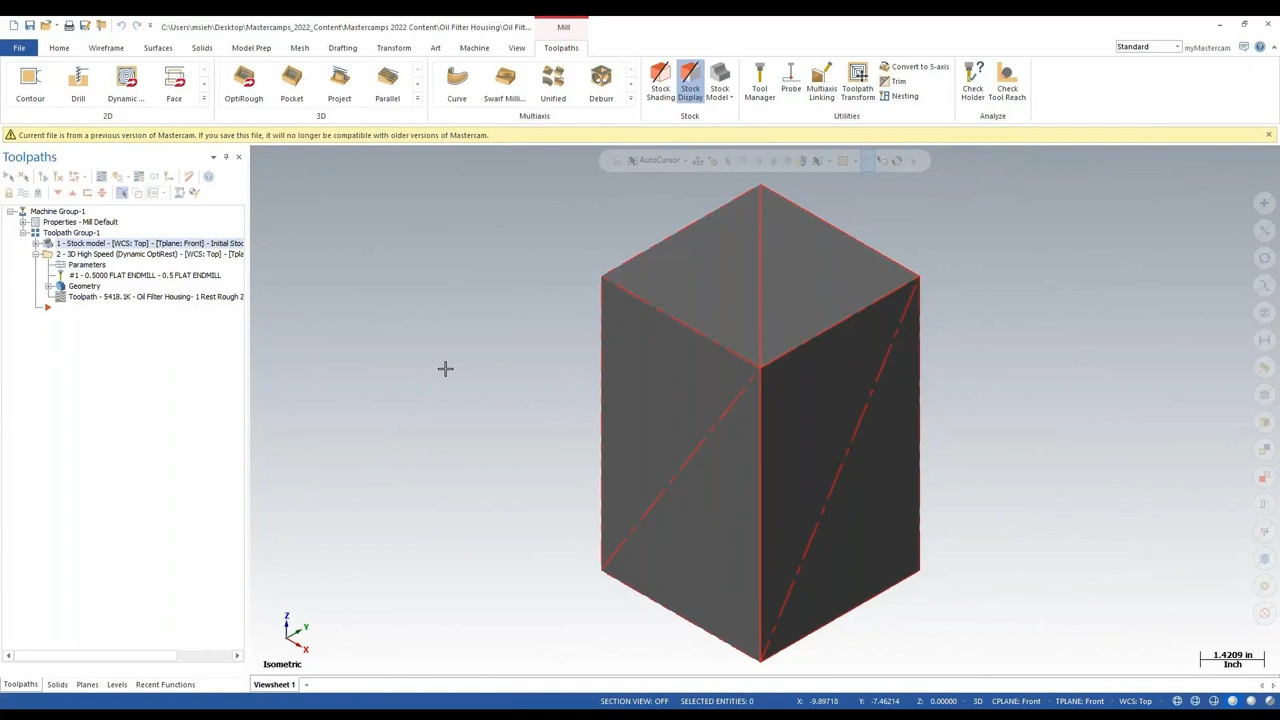 C:\Users\msieh\Desktop\Mastercamps_2022_Content\Mastercamps 2022 Content\Oil Filter Housing\Oil Filt...
Mill
File Home Wireframe Surfaces Solids Model Prep Mesh Drafting Transform Art Machine View Toolpaths
Standard myMastercam
Contour Drill Dynamic ... Face
2D
OptiRough Pocket Project Parallel
3D
Curve Swarf Milli... Unified Deburr
Multiaxis
Stock Shading Stock Display Stock Model
Stock
Tool Manager Probe Multiaxis Linking Toolpath Transform
Convert to 5-axis
Trim
Nesting
Utilities
Check Holder Check Tool Reach
Analyze
Current file is from a previous version of Mastercam. If you save this file, it will no longer be compatible with older versions of Mastercam.
Toolpaths
AutoCursor
G1
Machine Group-1
Properties - Mill Default
Toolpath Group-1
1 - Stock model - [WCS: Top] - [Tplane: Front] - Initial Stoc
2 - 3D High Speed (Dynamic OptiRest) - [WCS: Top] - [Tpla
Parameters
#1 - 0.5000 FLAT ENDMILL - 0.5 FLAT ENDMILL
Geometry
Toolpath - 5418.1K - Oil Filter Housing- 1 Rest Rough 2
Z
Y
X
Isometric
1.4209 in
Inch
Toolpaths Solids Planes Levels Recent Functions
Viewsheet 1 +
SECTION VIEW: OFF SELECTED ENTITIES: 0 X: -9.89718 Y: -7.46214 Z: 0.00000 3D CPLANE: Front TPLANE: Front WCS: Top